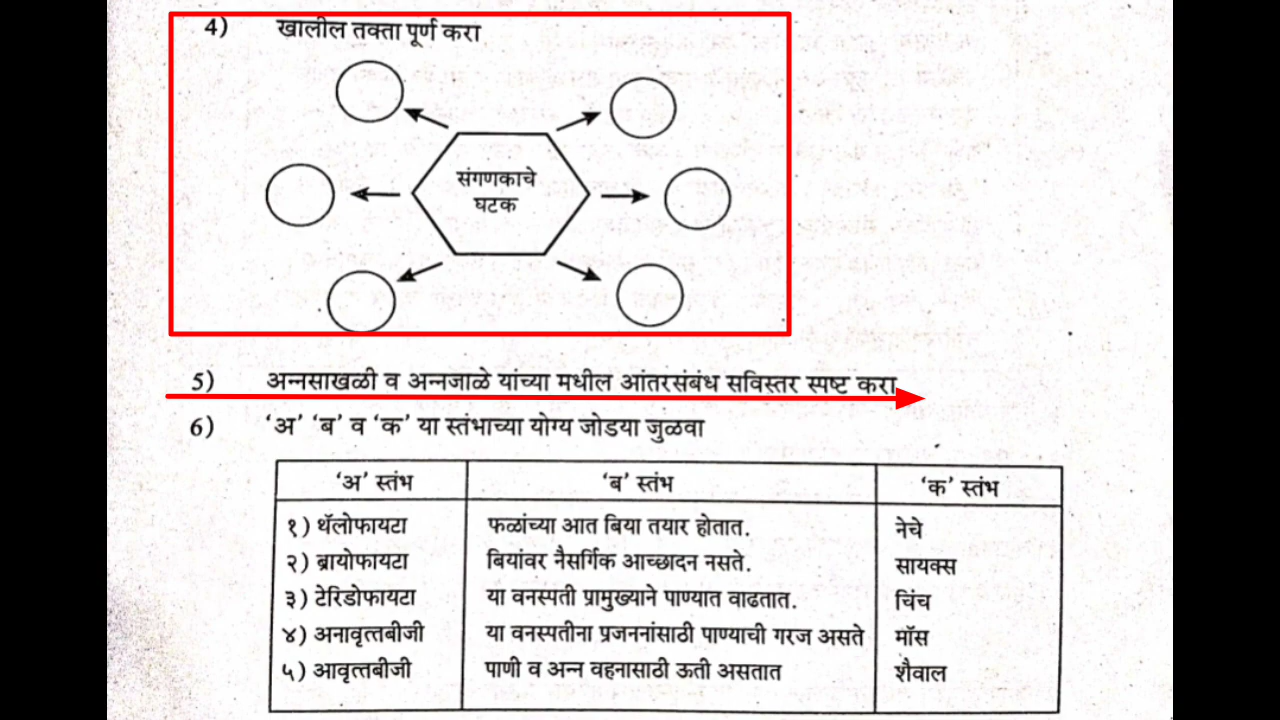 4) खालील तक्ता पूर्ण करा
संगणकाचे
घटक
5) अन्नसाखळी व अन्नजाळे यांच्या मधील आंतरसंबंध सविस्तर स्पष्ट करा
6) 'अ' 'ब' व 'क' या स्तंभाच्या योग्य जोडया जुळवा
'अ' स्तंभ 'ब' स्तंभ 'क' स्तंभ
१) थॅलोफायटा फळांच्या आत बिया तयार होतात. नेचे
२) ब्रायोफायटा बियांवर नैसर्गिक आच्छादन नसते. सायक्स
३) टेरिडोफायटा या वनस्पती प्रामुख्याने पाण्यात वाढतात. चिंच
४) अनावृत्तबीजी या वनस्पतीना प्रजननांसाठी पाण्याची गरज असते मॉस
५) आवृत्तबीजी पाणी व अन्न वहनासाठी ऊती असतात शैवाल